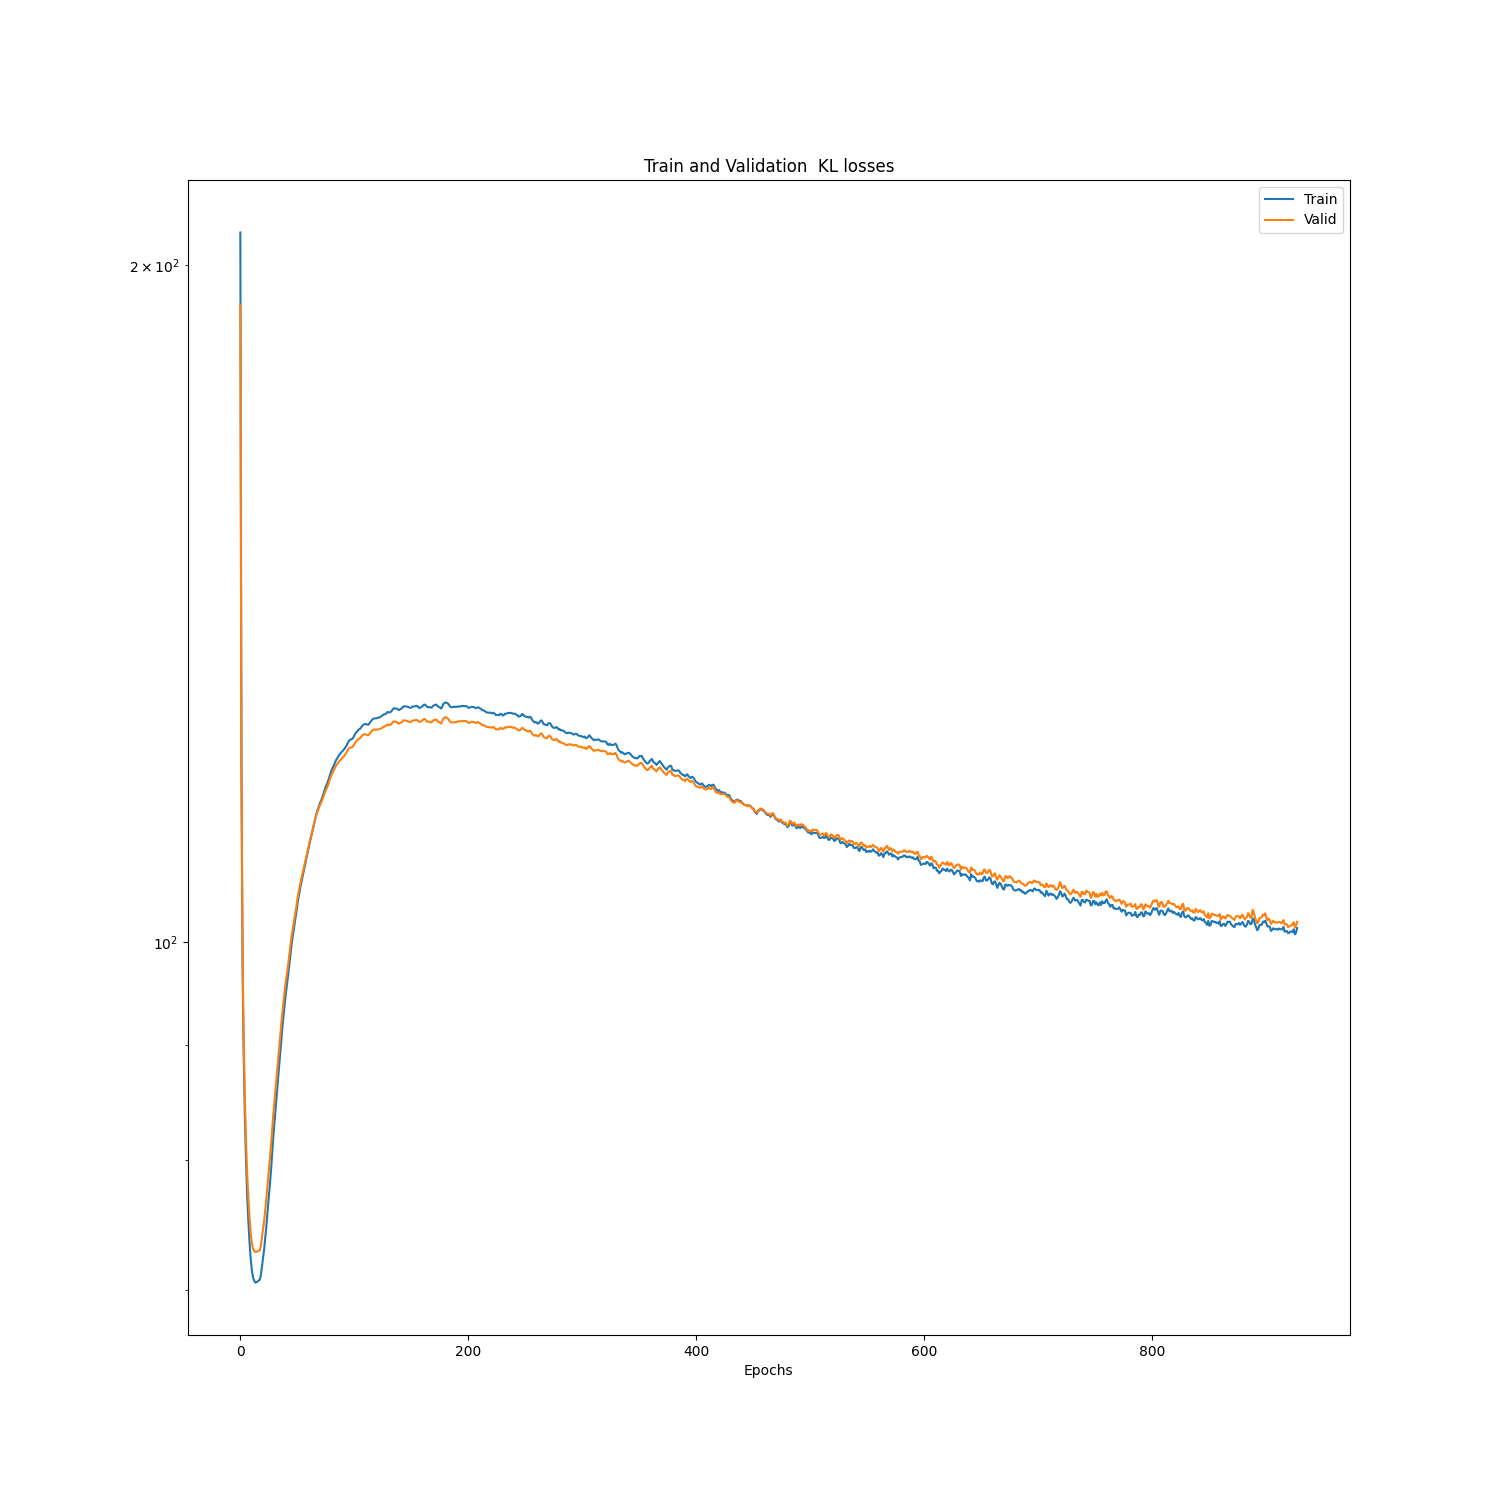 Train and Validation  KL losses
Train
Valid
2 × 10²
10²
0 200 400 600 800
Epochs